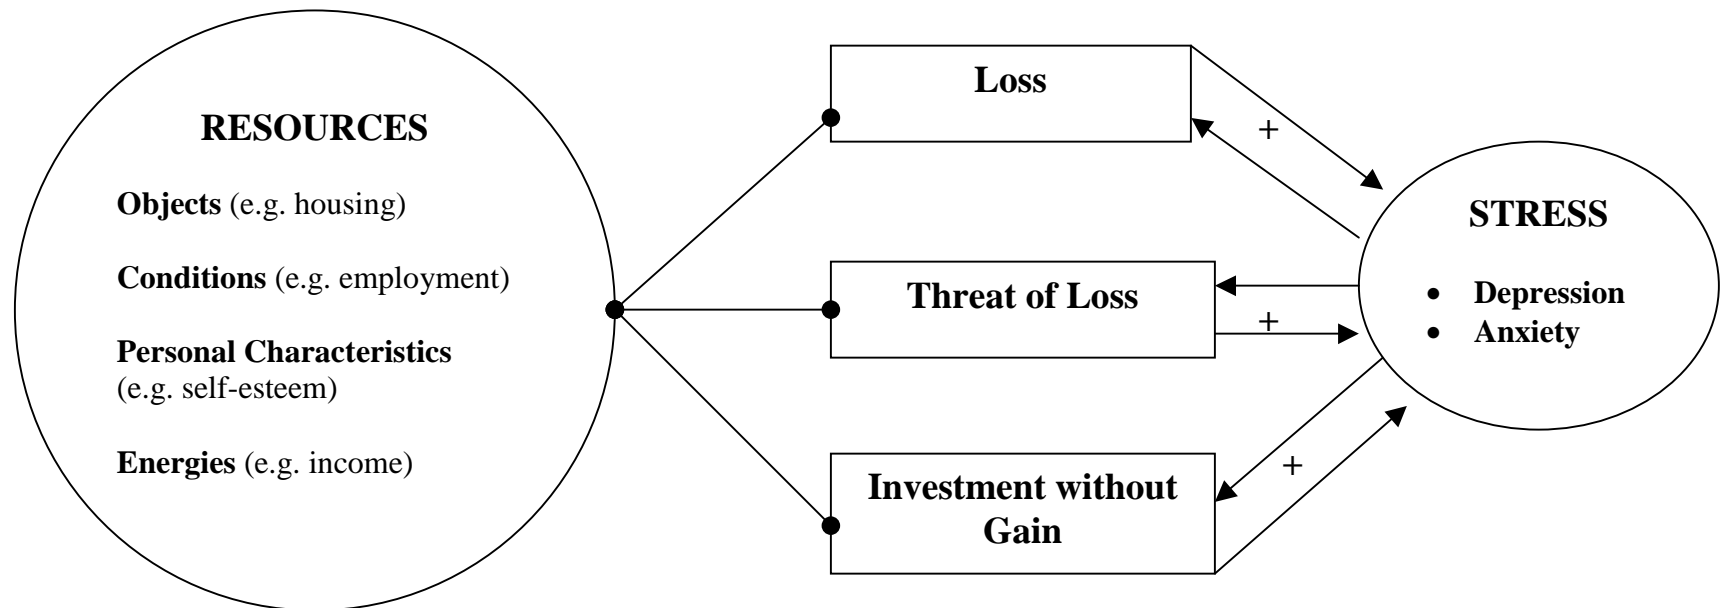 RESOURCES
Objects (e.g. housing)
Conditions (e.g. employment)
Personal Characteristics
(e.g. self-esteem)
Energies (e.g. income)
Loss
+
Threat of Loss
+
Investment without
Gain
+
STRESS
• Depression
• Anxiety